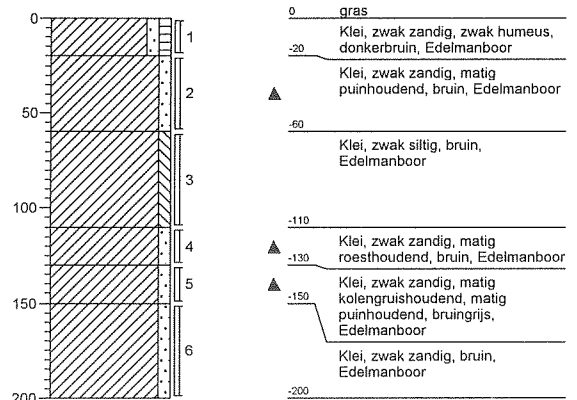 0
1
2
50
3
100
4
5
150
6
200
0 gras
Klei, zwak zandig, zwak humeus,
donkerbruin, Edelmanboor
-20
Klei, zwak zandig, matig
puinhoudend, bruin, Edelmanboor
-60
Klei, zwak siltig, bruin,
Edelmanboor
-110
Klei, zwak zandig, matig
roesthoudend, bruin, Edelmanboor
-130
Klei, zwak zandig, matig
kolengruishoudend, matig
puinhoudend, bruingrijs,
Edelmanboor
-150
Klei, zwak zandig, bruin,
Edelmanboor
-200